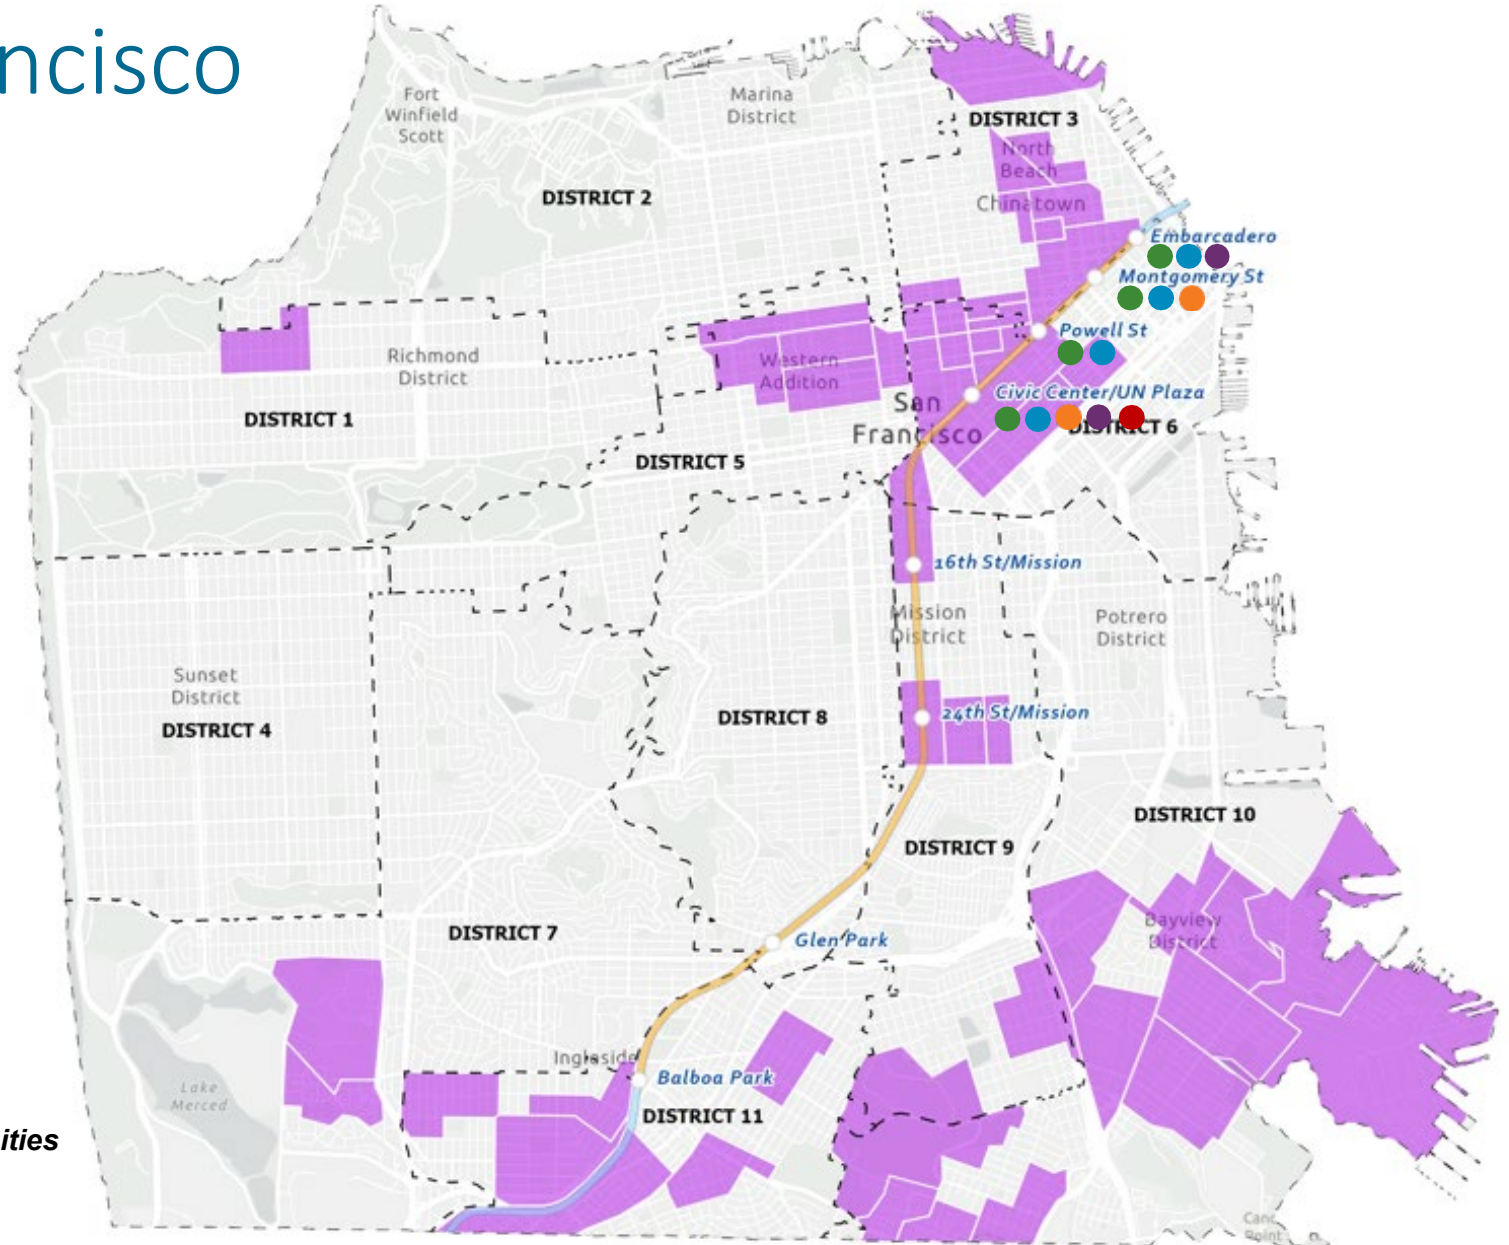 ncisco
Fort
Winfield
Scott
Marina
District
DISTRICT 3
North
Beach
DISTRICT 2
Chinatown
Embarcadero
Montgomery St
Powell St
Richmond
District
Western
Addition
Civic Center/UN Plaza
San
Francisco
DISTRICT 1
DISTRICT 6
DISTRICT 5
16th St/Mission
Mission
District
Potrero
District
Sunset
District
DISTRICT 4
DISTRICT 8
24th St/Mission
DISTRICT 10
DISTRICT 9
Bayview
District
DISTRICT 7
Glen Park
Ingleside
Balboa Park
Lake
Merced
DISTRICT 11
ities
Point